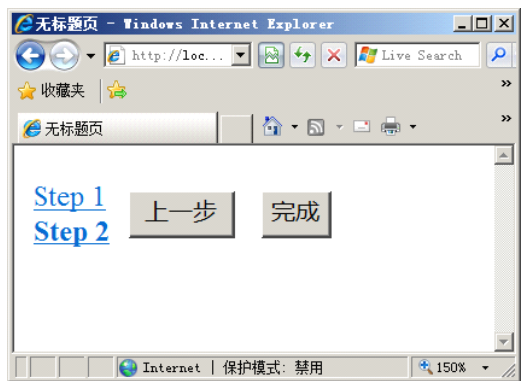 无标题页 - Windows Internet Explorer
http://loc...
Live Search
收藏夹
无标题页
Step 1
上一步 完成
Step 2
Internet | 保护模式: 禁用
150%